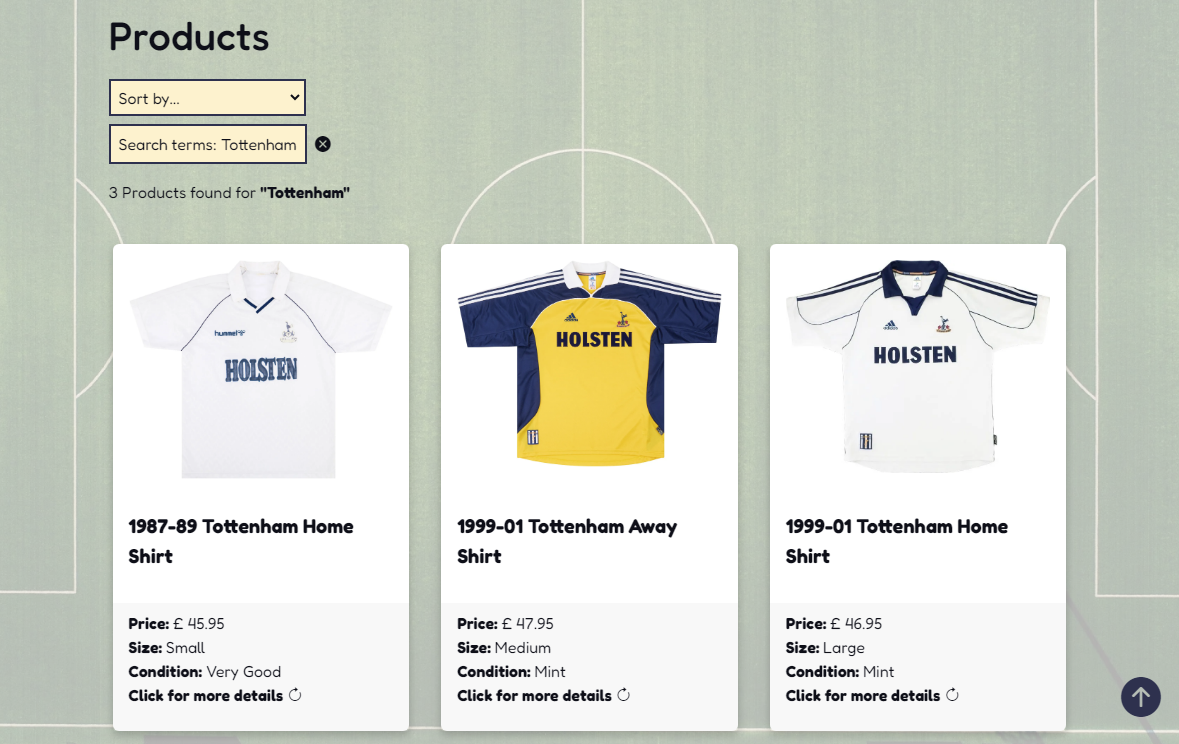 Products
Sort by...
Search terms: Tottenham
3 Products found for "Tottenham"
hummel
HOLSTEN
adidas
HOLSTEN
adidas
HOLSTEN
1987-89 Tottenham Home
Shirt
1999-01 Tottenham Away
Shirt
1999-01 Tottenham Home
Shirt
Price: £ 45.95
Size: Small
Condition: Very Good
Click for more details
Price: £ 47.95
Size: Medium
Condition: Mint
Click for more details
Price: £ 46.95
Size: Large
Condition: Mint
Click for more details